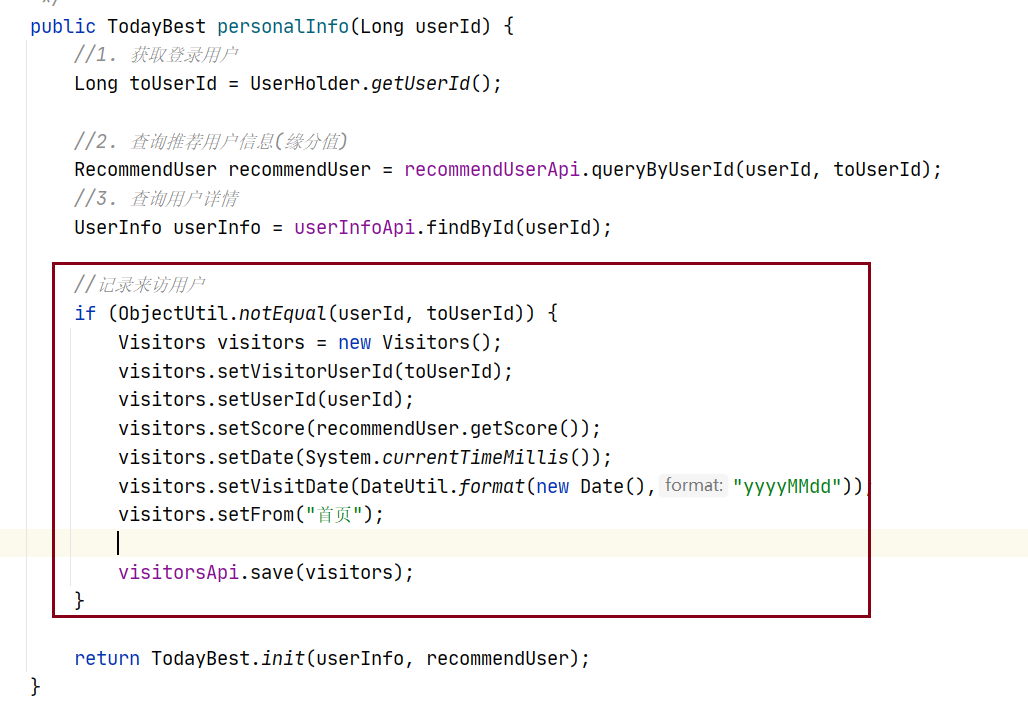 */
public TodayBest personalInfo(Long userId) {
//1. 获取登录用户
Long toUserId = UserHolder.getUserId();
//2. 查询推荐用户信息(缘分值)
RecommendUser recommendUser = recommendUserApi.queryByUserId(userId, toUserId);
//3. 查询用户详情
UserInfo userInfo = userInfoApi.findById(userId);
//记录来访用户
if (ObjectUtil.notEqual(userId, toUserId)) {
Visitors visitors = new Visitors();
visitors.setVisitorUserId(toUserId);
visitors.setUserId(userId);
visitors.setScore(recommendUser.getScore());
visitors.setDate(System.currentTimeMillis());
visitors.setVisitDate(DateUtil.format(new Date(), format: "yyyyMMdd"));
visitors.setFrom("首页");
visitorsApi.save(visitors);
}
return TodayBest.init(userInfo, recommendUser);
}